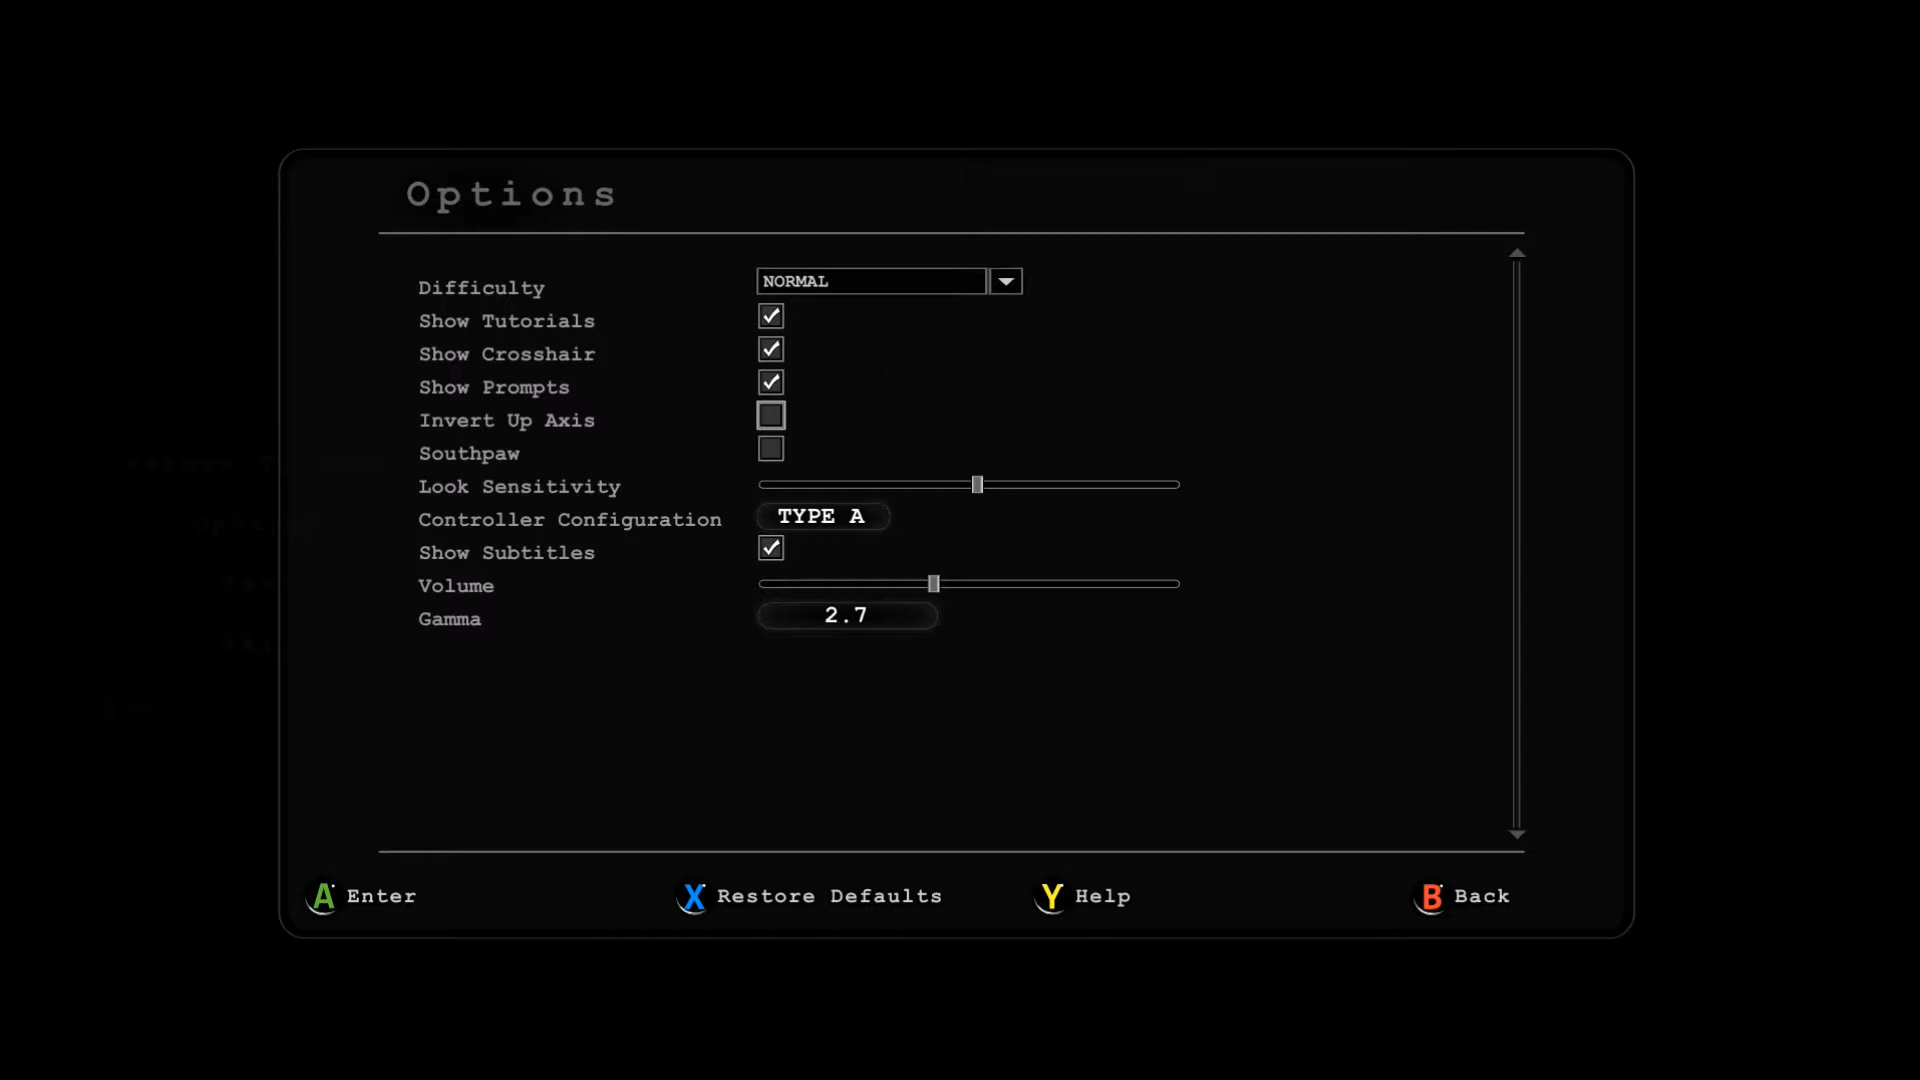 Options
Difficulty NORMAL
Show Tutorials
Show Crosshair
Show Prompts
Invert Up Axis
Southpaw
Look Sensitivity
Controller Configuration TYPE A
Show Subtitles
Volume
Gamma 2.7
A Enter X Restore Defaults Y Help B Back